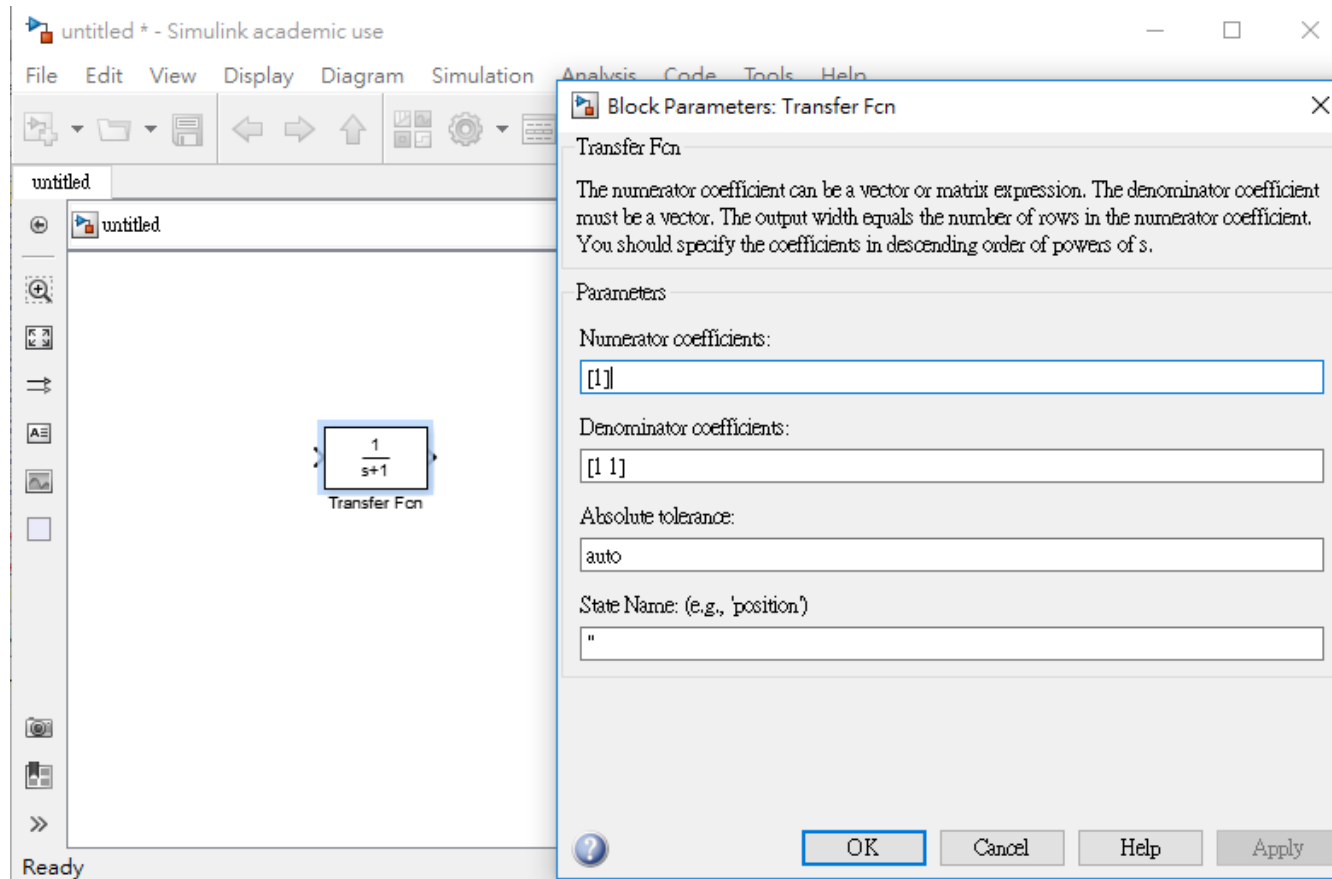 untitled * - Simulink academic use
File Edit View Display Diagram Simulation Analysis Code Tools Help
untitled
untitled
1
s+1
Transfer Fcn
Ready
Block Parameters: Transfer Fcn
Transfer Fcn
The numerator coefficient can be a vector or matrix expression. The denominator coefficient
must be a vector. The output width equals the number of rows in the numerator coefficient.
You should specify the coefficients in descending order of powers of s.
Parameters
Numerator coefficients:
[1]
Denominator coefficients:
[1 1]
Absolute tolerance:
auto
State Name: (e.g., 'position')
''
OK Cancel Help Apply